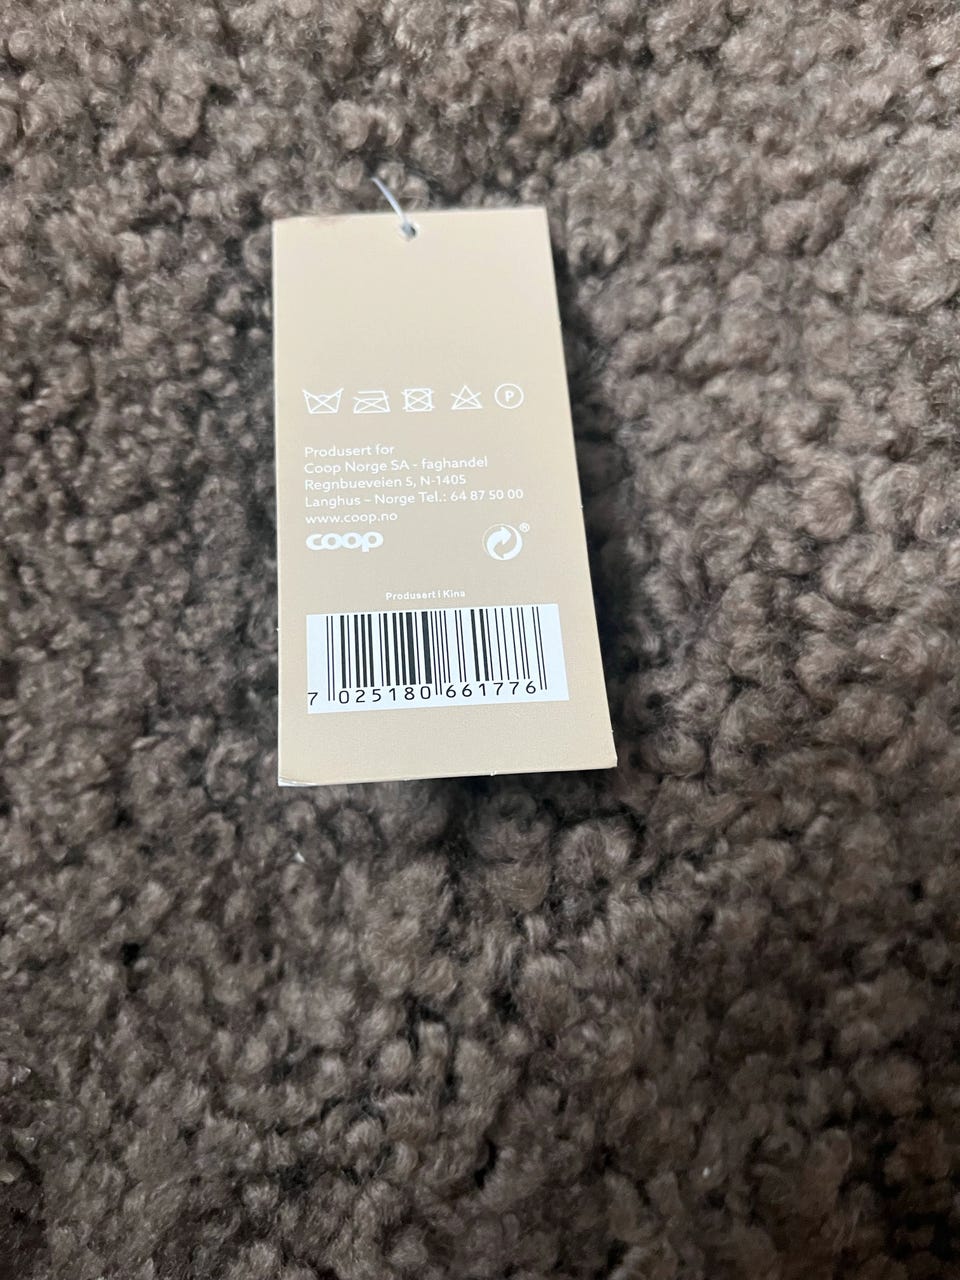 P
Produsert for
Coop Norge SA - faghandel
Regnbueveien 5, N-1405
Langhus – Norge Tel.: 64 87 50 00
www.coop.no
coop
®
Produsert i Kina
7 025180 661776